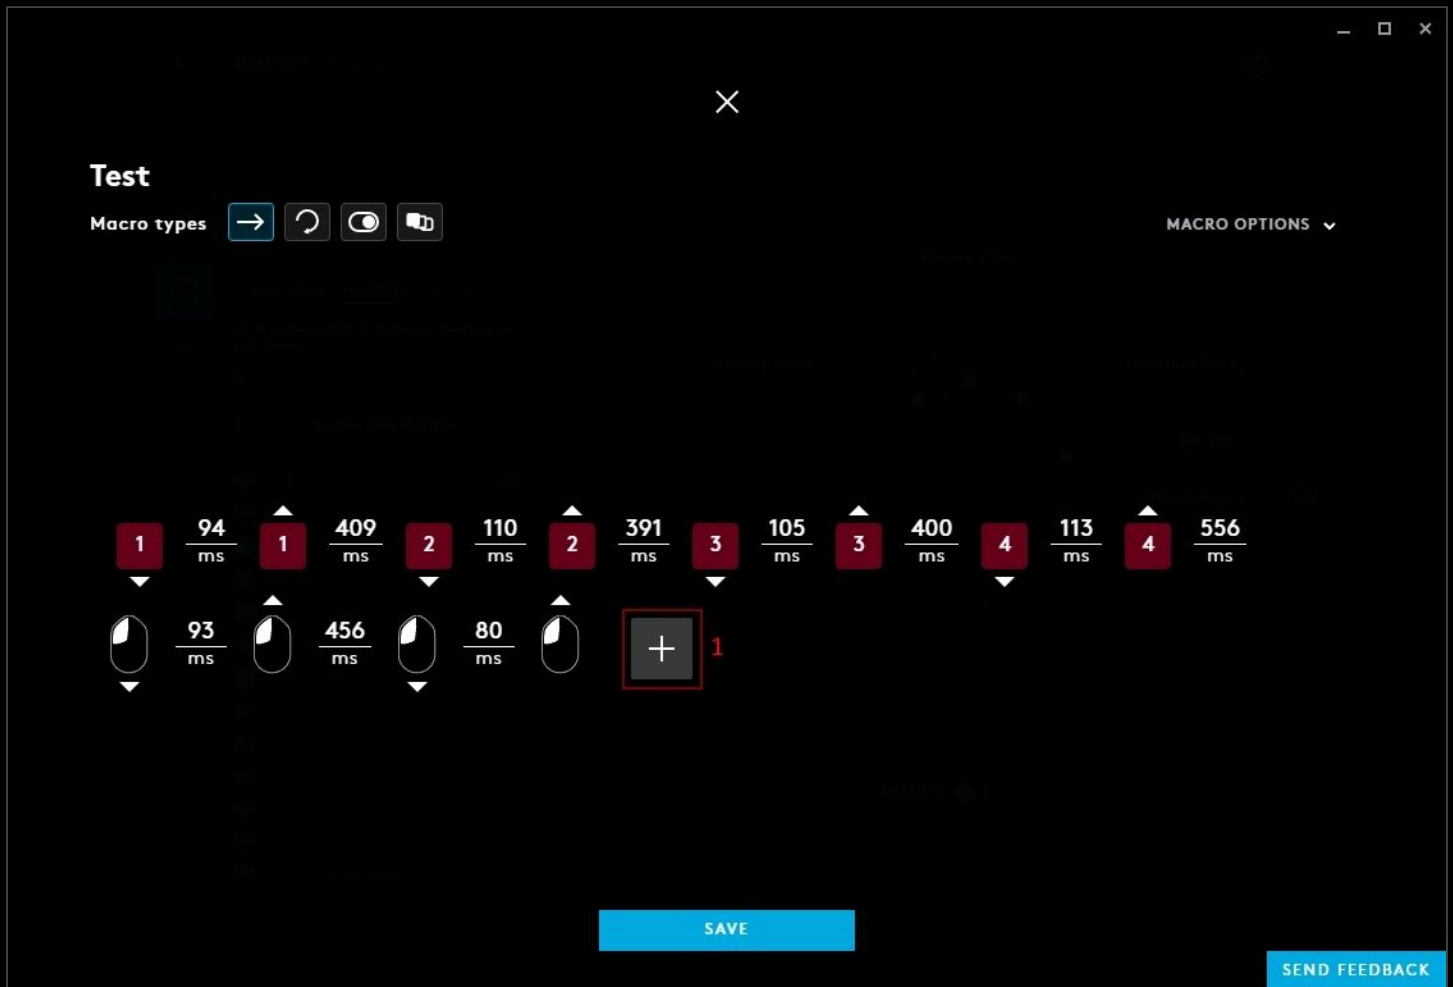 Test
Macro types
MACRO OPTIONS
1 94 ms 1 409 ms 2 110 ms 2 391 ms 3 105 ms 3 400 ms 4 113 ms 4 556 ms
93 ms 456 ms 80 ms 1
SAVE
SEND FEEDBACK